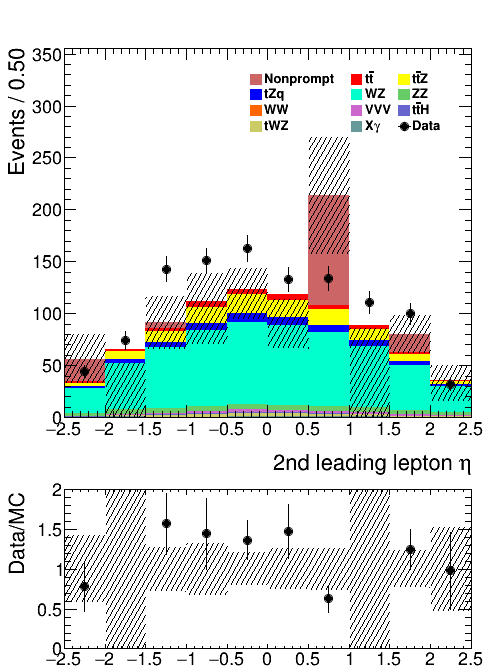 Events / 0.50
350
300
250
200
150
100
50
0
Nonprompt tt̄ tt̄Z
tZq WZ ZZ
WW VVV tt̄H
tWZ Xγ Data
−2.5 −2 −1.5 −1 −0.5 0 0.5 1 1.5 2 2.5
2nd leading lepton η
Data/MC
2
1.5
1
0.5
0
−2.5 −2 −1.5 −1 −0.5 0 0.5 1 1.5 2 2.5